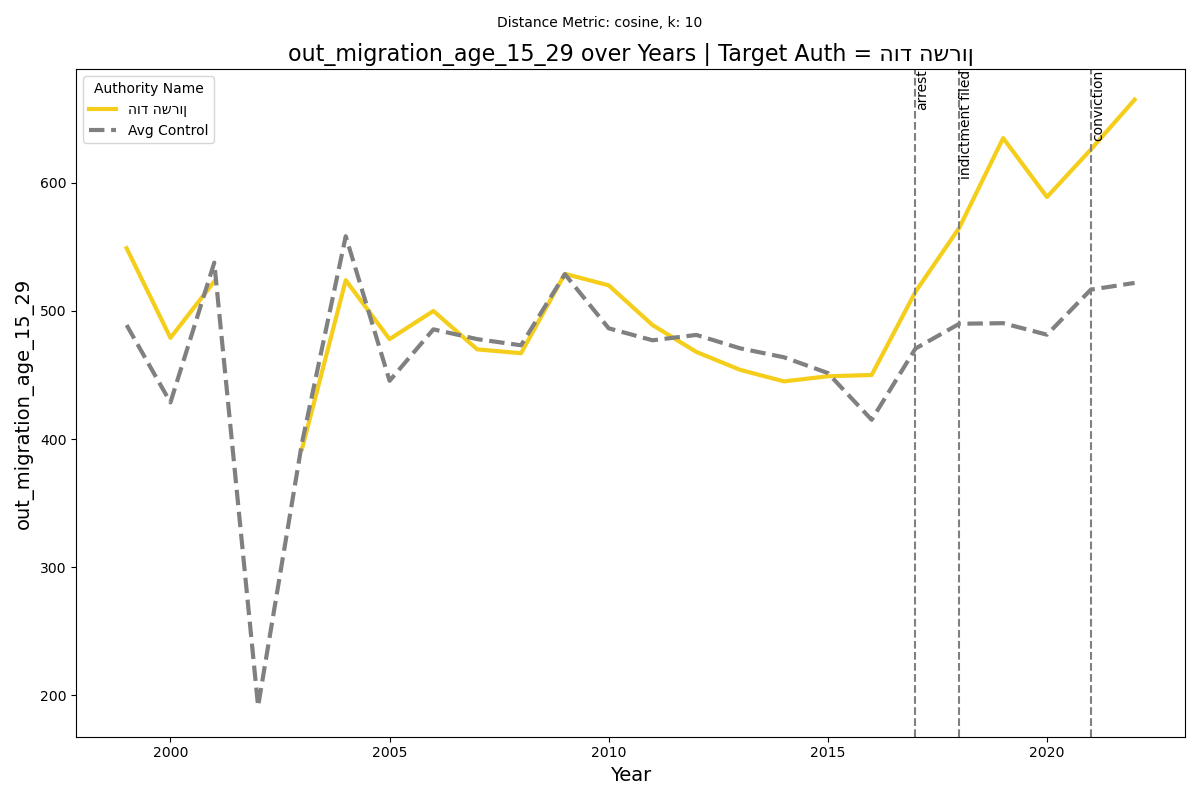 Distance Metric: cosine, k: 10
out_migration_age_15_29 over Years | Target Auth = הוד השרון
Authority Name
הוד השרון
Avg Control
arrest
indictment filed
conviction
out_migration_age_15_29
600
500
400
300
200
2000 2005 2010 2015 2020
Year